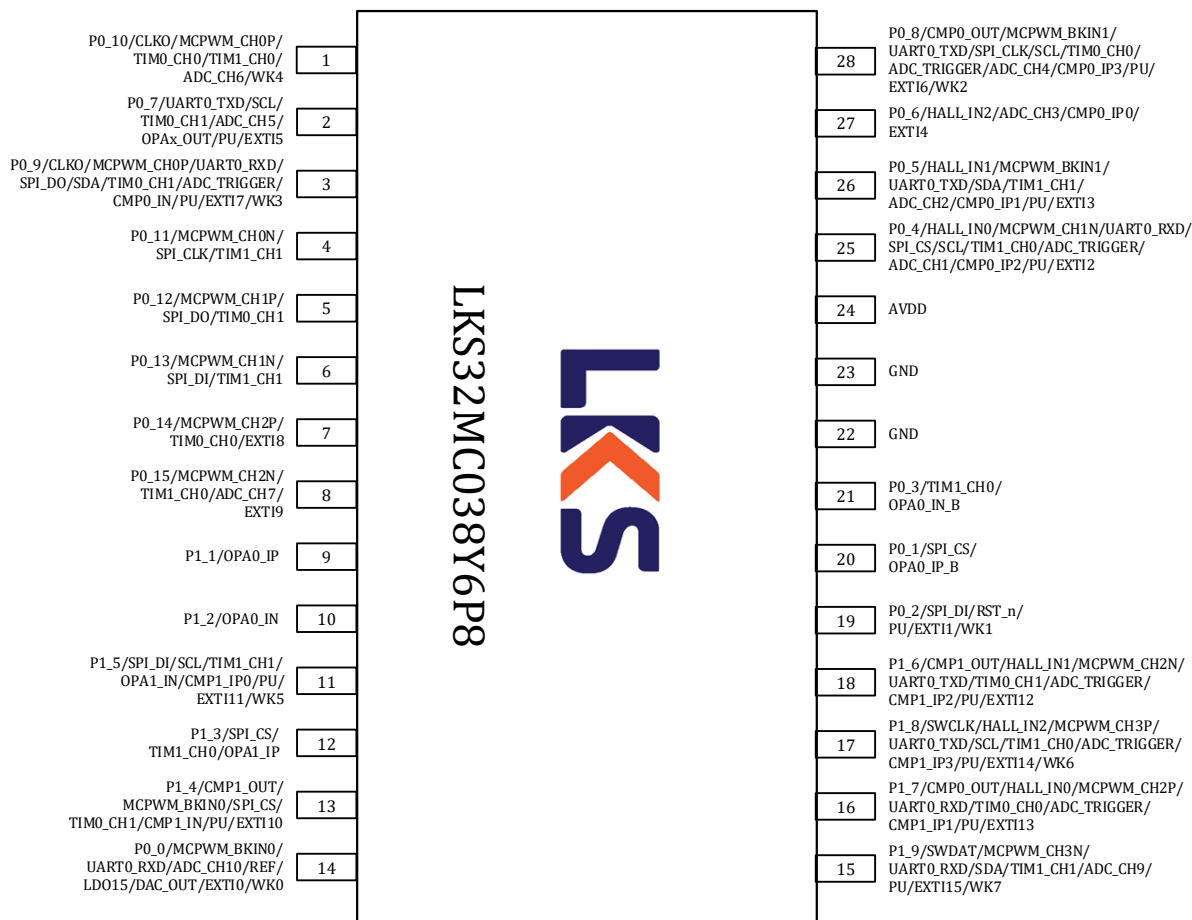 P0_10/CLKO/MCPWM_CH0P/
TIM0_CH0/TIM1_CH0/
ADC_CH6/WK4
1
P0_7/UART0_TXD/SCL/
TIM0_CH1/ADC_CH5/
OPAx_OUT/PU/EXTI5
2
P0_9/CLKO/MCPWM_CH0P/UART0_RXD/
SPI_DO/SDA/TIM0_CH1/ADC_TRIGGER/
CMP0_IN/PU/EXTI7/WK3
3
P0_11/MCPWM_CH0N/
SPI_CLK/TIM1_CH1
4
P0_12/MCPWM_CH1P/
SPI_DO/TIM0_CH1
5
P0_13/MCPWM_CH1N/
SPI_DI/TIM1_CH1
6
P0_14/MCPWM_CH2P/
TIM0_CH0/EXTI8
7
P0_15/MCPWM_CH2N/
TIM1_CH0/ADC_CH7/
EXTI9
8
P1_1/OPA0_IP
9
P1_2/OPA0_IN
10
P1_5/SPI_DI/SCL/TIM1_CH1/
OPA1_IN/CMP1_IP0/PU/
EXTI11/WK5
11
P1_3/SPI_CS/
TIM1_CH0/OPA1_IP
12
P1_4/CMP1_OUT/
MCPWM_BKIN0/SPI_CS/
TIM0_CH1/CMP1_IN/PU/EXTI10
13
P0_0/MCPWM_BKIN0/
UART0_RXD/ADC_CH10/REF/
LDO15/DAC_OUT/EXTI0/WK0
14
LKS32MC038Y6P8
LKS
28
P0_8/CMP0_OUT/MCPWM_BKIN1/
UART0_TXD/SPI_CLK/SCL/TIM0_CH0/
ADC_TRIGGER/ADC_CH4/CMP0_IP3/PU/
EXTI6/WK2
27
P0_6/HALL_IN2/ADC_CH3/CMP0_IP0/
EXTI4
26
P0_5/HALL_IN1/MCPWM_BKIN1/
UART0_TXD/SDA/TIM1_CH1/
ADC_CH2/CMP0_IP1/PU/EXTI3
25
P0_4/HALL_IN0/MCPWM_CH1N/UART0_RXD/
SPI_CS/SCL/TIM1_CH0/ADC_TRIGGER/
ADC_CH1/CMP0_IP2/PU/EXTI2
24
AVDD
23
GND
22
GND
21
P0_3/TIM1_CH0/
OPA0_IN_B
20
P0_1/SPI_CS/
OPA0_IP_B
19
P0_2/SPI_DI/RST_n/
PU/EXTI1/WK1
18
P1_6/CMP1_OUT/HALL_IN1/MCPWM_CH2N/
UART0_TXD/TIM0_CH1/ADC_TRIGGER/
CMP1_IP2/PU/EXTI12
17
P1_8/SWCLK/HALL_IN2/MCPWM_CH3P/
UART0_TXD/SCL/TIM1_CH0/ADC_TRIGGER/
CMP1_IP3/PU/EXTI14/WK6
16
P1_7/CMP0_OUT/HALL_IN0/MCPWM_CH2P/
UART0_RXD/TIM0_CH0/ADC_TRIGGER/
CMP1_IP1/PU/EXTI13
15
P1_9/SWDAT/MCPWM_CH3N/
UART0_RXD/SDA/TIM1_CH1/ADC_CH9/
PU/EXTI15/WK7